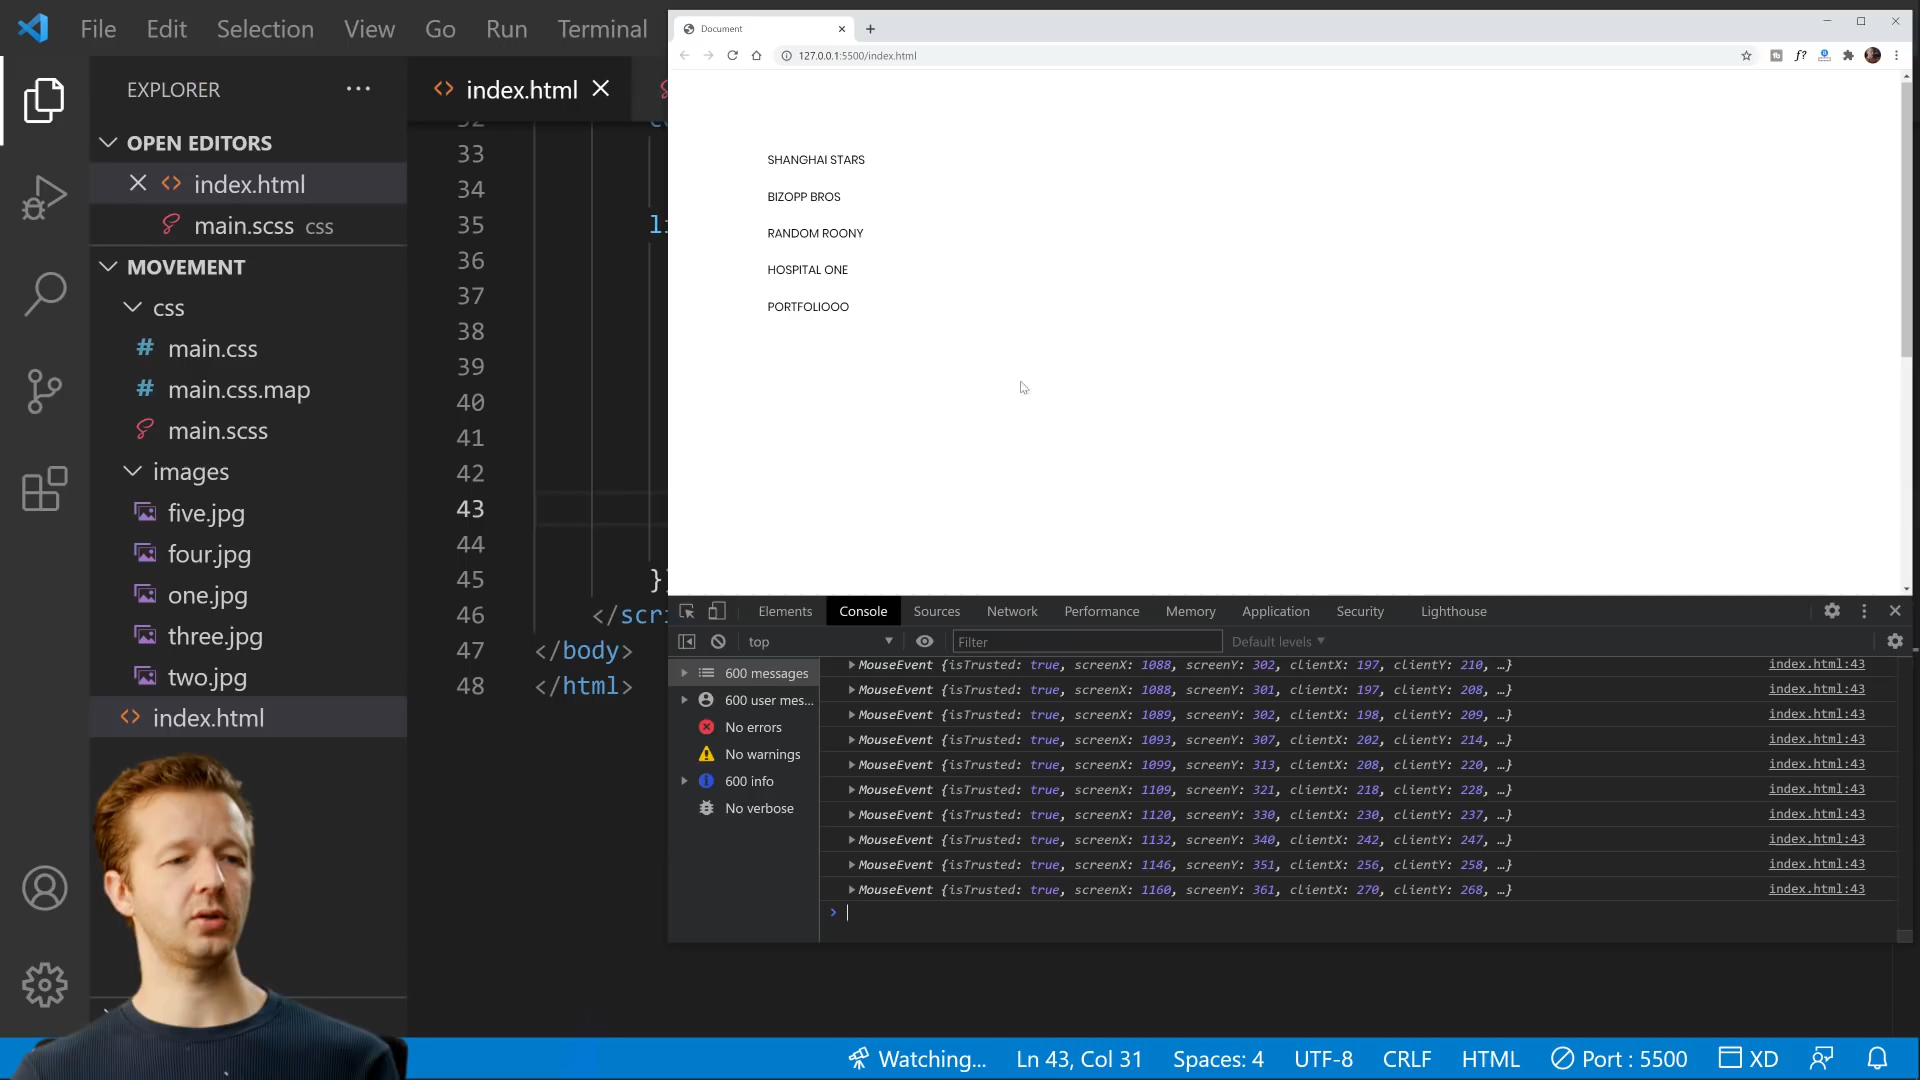 File Edit Selection View Go Run Terminal
EXPLORER
OPEN EDITORS
index.html
main.scss css
MOVEMENT
css
main.css
main.css.map
main.scss
images
five.jpg
four.jpg
one.jpg
three.jpg
two.jpg
index.html
index.html
33
34
35
36
37
38
39
40
41
42
43
44
45 }
46 </scri
47 </body>
48 </html>
Document
127.0.0.1:5500/index.html
SHANGHAI STARS
BIZOPP BROS
RANDOM ROONY
HOSPITAL ONE
PORTFOLIOOO
Elements Console Sources Network Performance Memory Application Security Lighthouse
top Filter Default levels
600 messages
600 user mes...
No errors
No warnings
600 info
No verbose
MouseEvent {isTrusted: true, screenX: 1088, screenY: 302, clientX: 197, clientY: 210, …} index.html:43
MouseEvent {isTrusted: true, screenX: 1088, screenY: 301, clientX: 197, clientY: 208, …} index.html:43
MouseEvent {isTrusted: true, screenX: 1089, screenY: 302, clientX: 198, clientY: 209, …} index.html:43
MouseEvent {isTrusted: true, screenX: 1093, screenY: 307, clientX: 202, clientY: 214, …} index.html:43
MouseEvent {isTrusted: true, screenX: 1099, screenY: 313, clientX: 208, clientY: 220, …} index.html:43
MouseEvent {isTrusted: true, screenX: 1109, screenY: 321, clientX: 218, clientY: 228, …} index.html:43
MouseEvent {isTrusted: true, screenX: 1120, screenY: 330, clientX: 230, clientY: 237, …} index.html:43
MouseEvent {isTrusted: true, screenX: 1132, screenY: 340, clientX: 242, clientY: 247, …} index.html:43
MouseEvent {isTrusted: true, screenX: 1146, screenY: 351, clientX: 256, clientY: 258, …} index.html:43
MouseEvent {isTrusted: true, screenX: 1160, screenY: 361, clientX: 270, clientY: 268, …} index.html:43
Watching... Ln 43, Col 31 Spaces: 4 UTF-8 CRLF HTML Port : 5500 XD